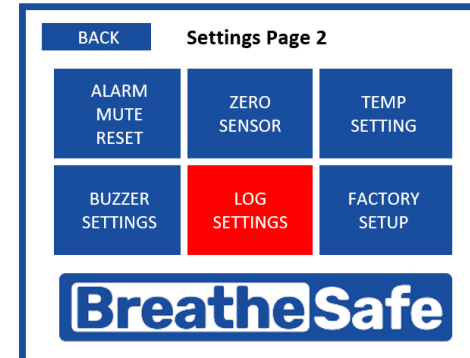 BACK
Settings Page 2
ALARM
MUTE
RESET
ZERO
SENSOR
TEMP
SETTING
BUZZER
SETTINGS
LOG
SETTINGS
FACTORY
SETUP
BreatheSafe